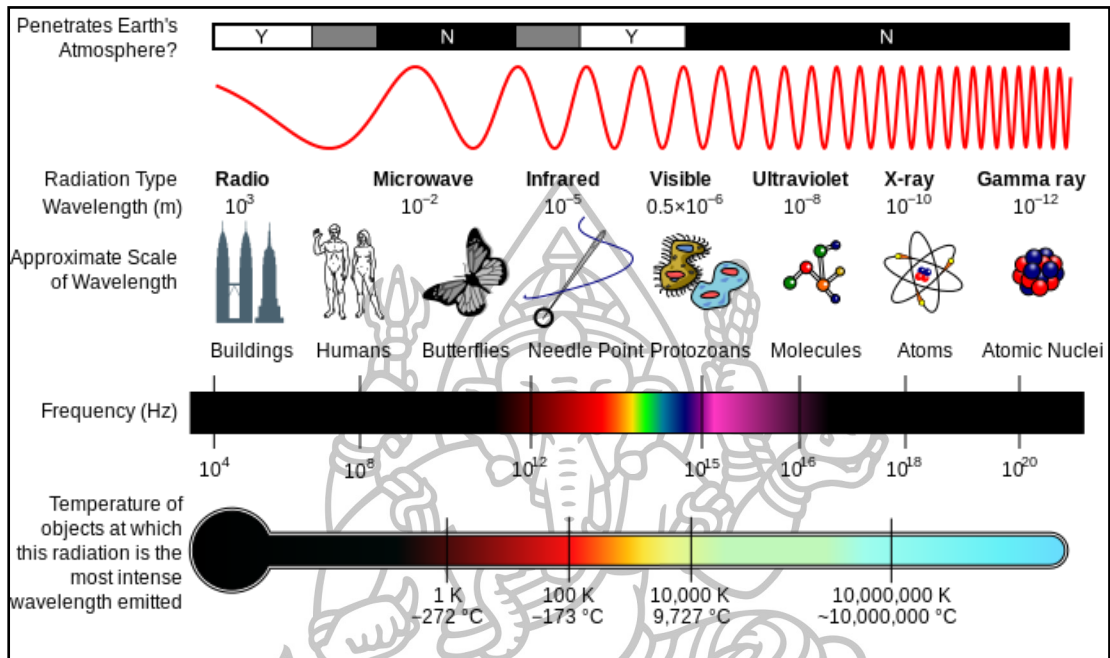 Penetrates Earth's
Atmosphere?
Y N Y N
Radiation Type Radio Microwave Infrared Visible Ultraviolet X-ray Gamma ray
Wavelength (m) 10³ 10⁻² 10⁻⁵ 0.5×10⁻⁶ 10⁻⁸ 10⁻¹⁰ 10⁻¹²
Approximate Scale
of Wavelength
Buildings Humans Butterflies Needle Point Protozoans Molecules Atoms Atomic Nuclei
Frequency (Hz)
10⁴ 10⁸ 10¹² 10¹⁵ 10¹⁶ 10¹⁸ 10²⁰
Temperature of
objects at which
this radiation is the
most intense
wavelength emitted
1 K 100 K 10,000 K 10,000,000 K
−272 °C −173 °C 9,727 °C ~10,000,000 °C